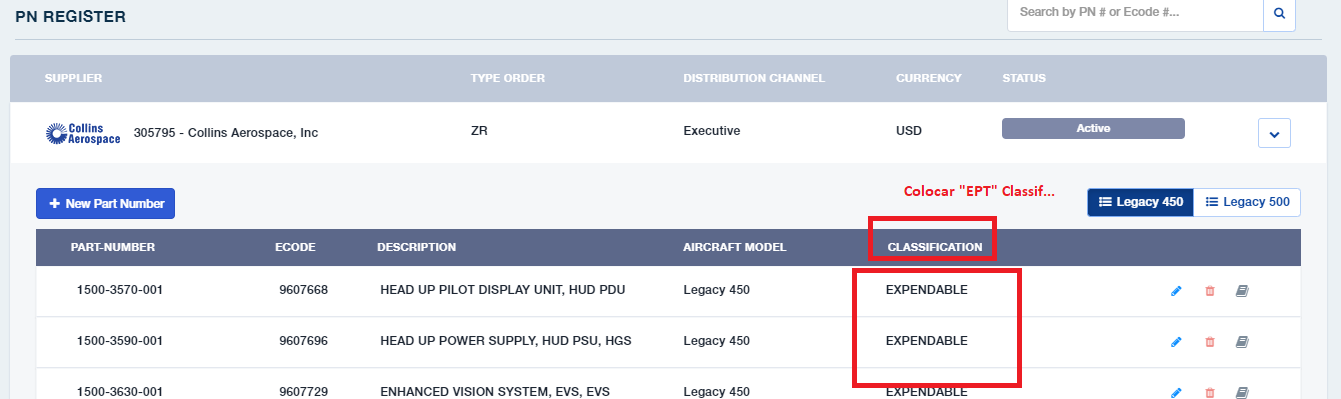 PN REGISTER
Search by PN # or Ecode #...
SUPPLIER TYPE ORDER DISTRIBUTION CHANNEL CURRENCY STATUS
Collins Aerospace 305795 - Collins Aerospace, Inc ZR Executive USD Active
Colocar "EPT" Classif...
New Part Number Legacy 450 Legacy 500
PART-NUMBER ECODE DESCRIPTION AIRCRAFT MODEL CLASSIFICATION
1500-3570-001 9607668 HEAD UP PILOT DISPLAY UNIT, HUD PDU Legacy 450 EXPENDABLE
1500-3590-001 9607696 HEAD UP POWER SUPPLY, HUD PSU, HGS Legacy 450 EXPENDABLE
1500-3630-001 9607729 ENHANCED VISION SYSTEM, EVS, EVS Legacy 450 EXPENDABLE